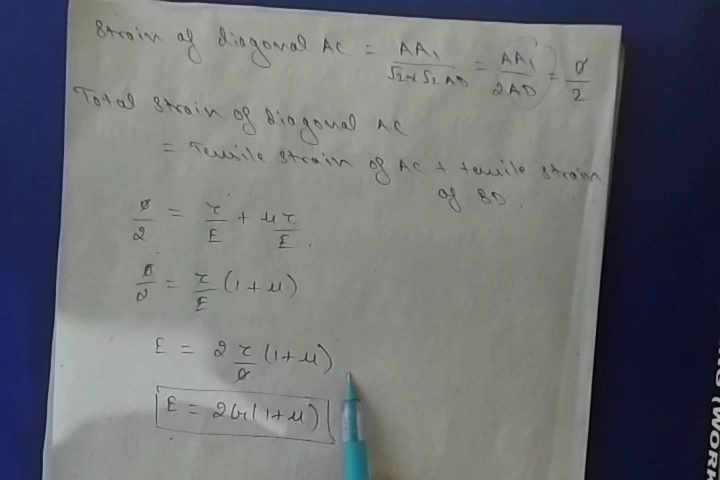 Strain of diagonal AC = AA₁/√2×√2 AD = AA₁/2AD = ϕ/2
Total strain of diagonal AC
= Tensile strain of AC + tensile strain
of BD.
ϕ/2 = τ/E + μτ/E.
ϕ/2 = τ/E (1+μ)
E = 2 τ/ϕ (1+μ)
E = 2G(1+μ)